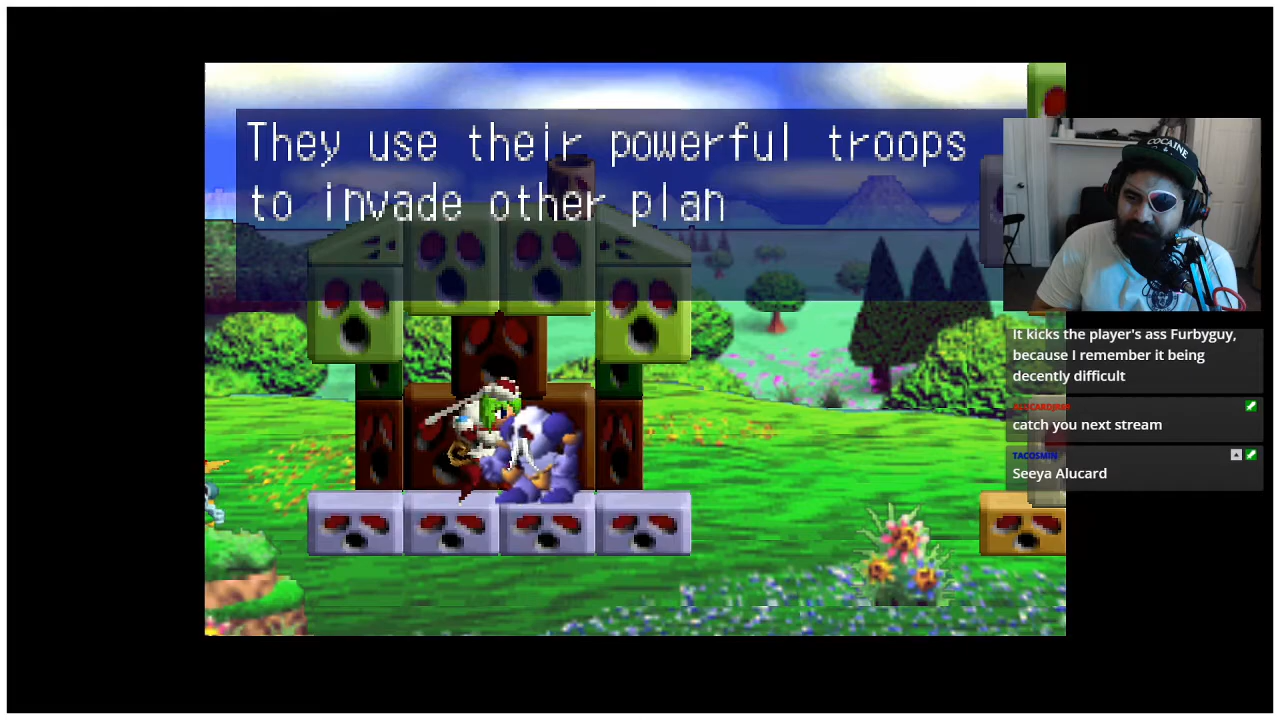 They use their powerful troops
to invade other plan
COCAINE
It kicks the player's ass Furbyguy,
because I remember it being
decently difficult
catch you next stream
TACOSMIN
Seeya Alucard